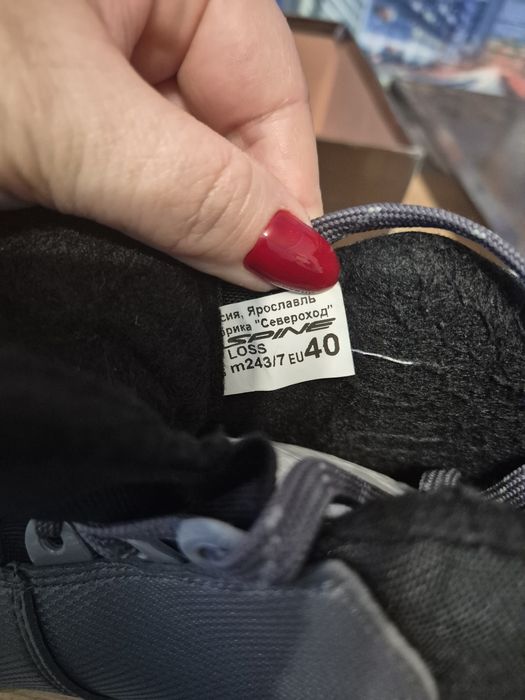 сия, Ярославль
брика "Североход"
SPINE
LOSS
m243/7 EU 40